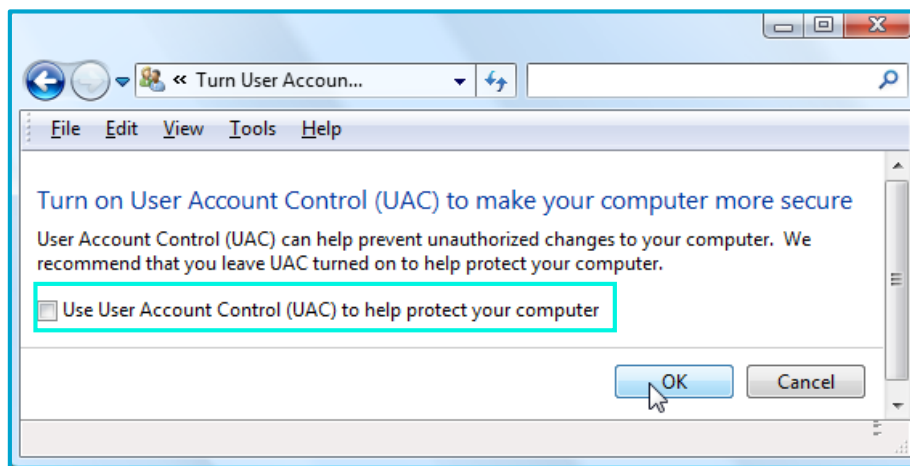 « Turn User Accoun...
File Edit View Tools Help
Turn on User Account Control (UAC) to make your computer more secure
User Account Control (UAC) can help prevent unauthorized changes to your computer. We
recommend that you leave UAC turned on to help protect your computer.
Use User Account Control (UAC) to help protect your computer
OK Cancel